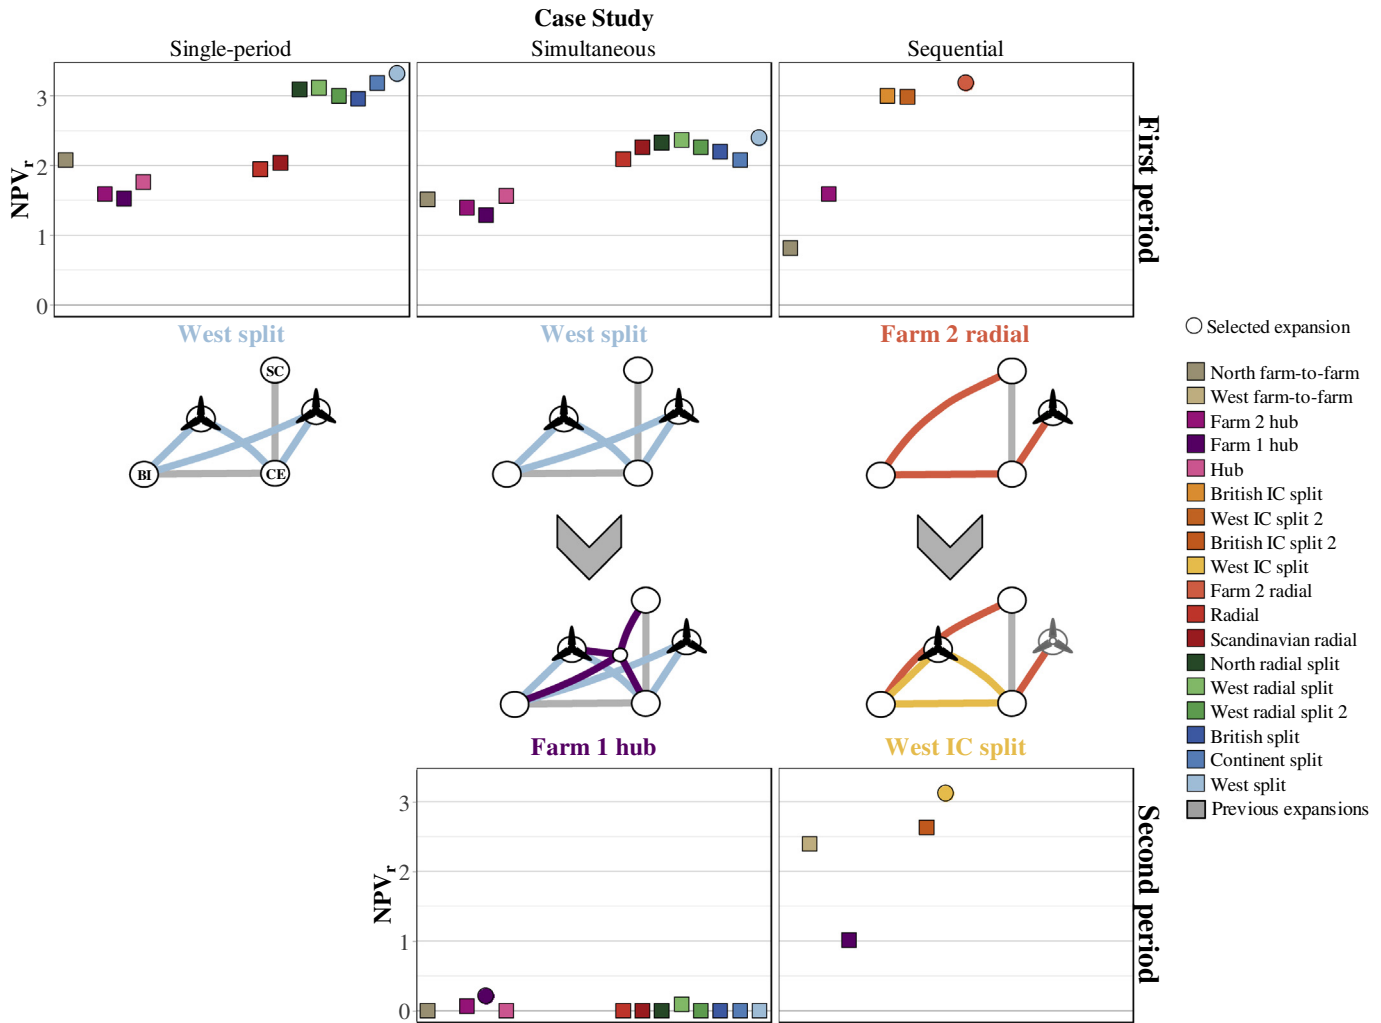 Case Study
Single-period
Simultaneous
Sequential
NPVr
3
2
1
0
First period
West split
West split
Farm 2 radial
SC
BI
CE
Farm 1 hub
West IC split
NPVr
3
2
1
0
Second period
Selected expansion
North farm-to-farm
West farm-to-farm
Farm 2 hub
Farm 1 hub
Hub
British IC split
West IC split 2
British IC split 2
West IC split
Farm 2 radial
Radial
Scandinavian radial
North radial split
West radial split
West radial split 2
British split
Continent split
West split
Previous expansions